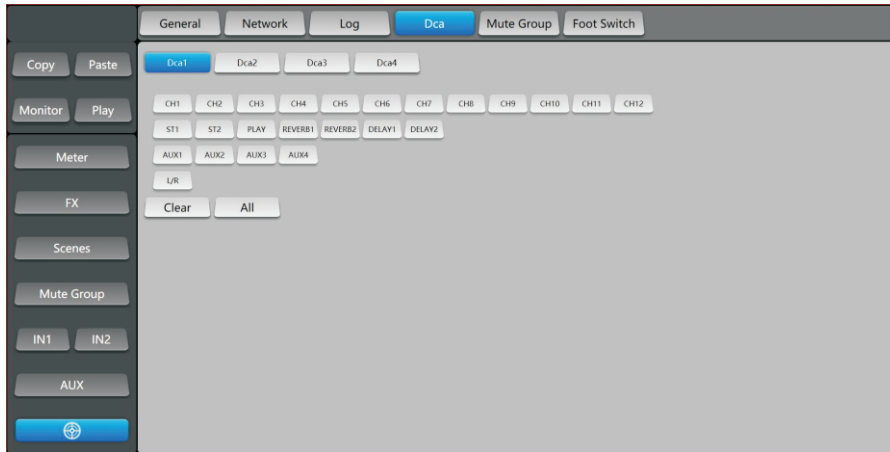 General Network Log Dca Mute Group Foot Switch
Copy Paste
Dca1 Dca2 Dca3 Dca4
Monitor Play
CH1 CH2 CH3 CH4 CH5 CH6 CH7 CH8 CH9 CH10 CH11 CH12
ST1 ST2 PLAY REVERB1 REVERB2 DELAY1 DELAY2
Meter
AUX1 AUX2 AUX3 AUX4
L/R
FX
Clear All
Scenes
Mute Group
IN1 IN2
AUX